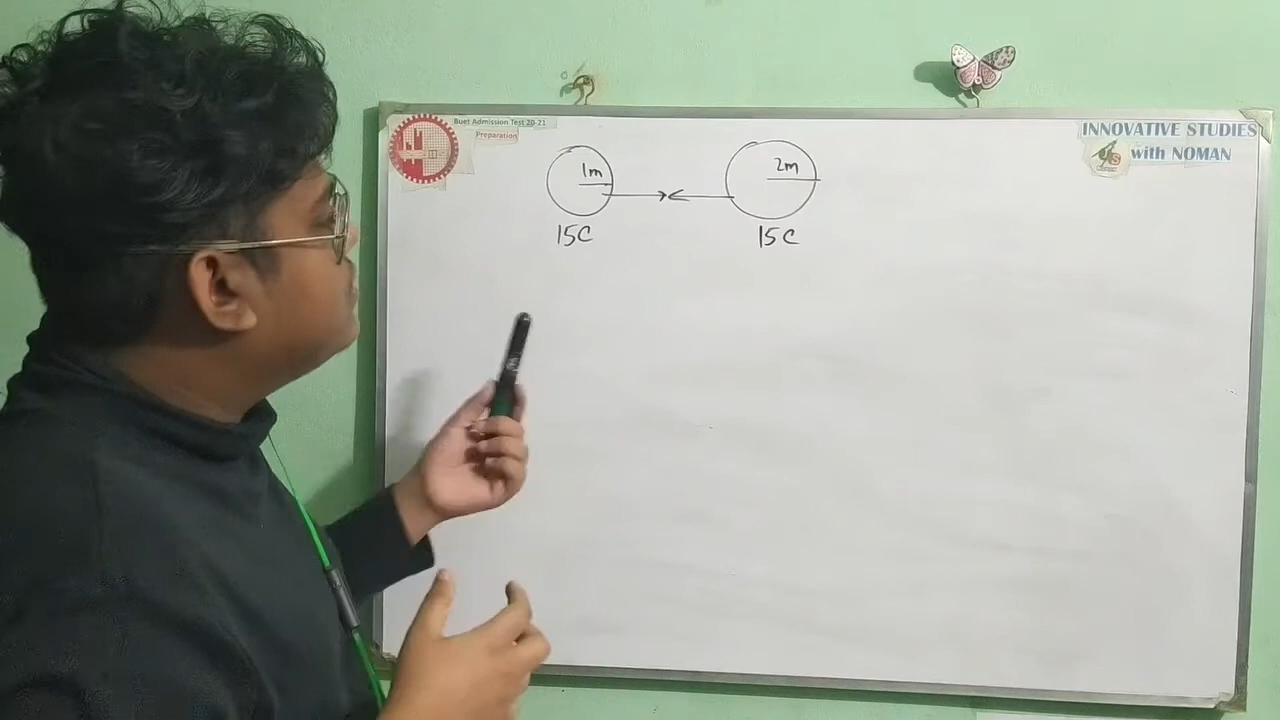 Buet Admission Test 20-21
Preparation
INNOVATIVE STUDIES
with NOMAN
1m
2m
15C
15C